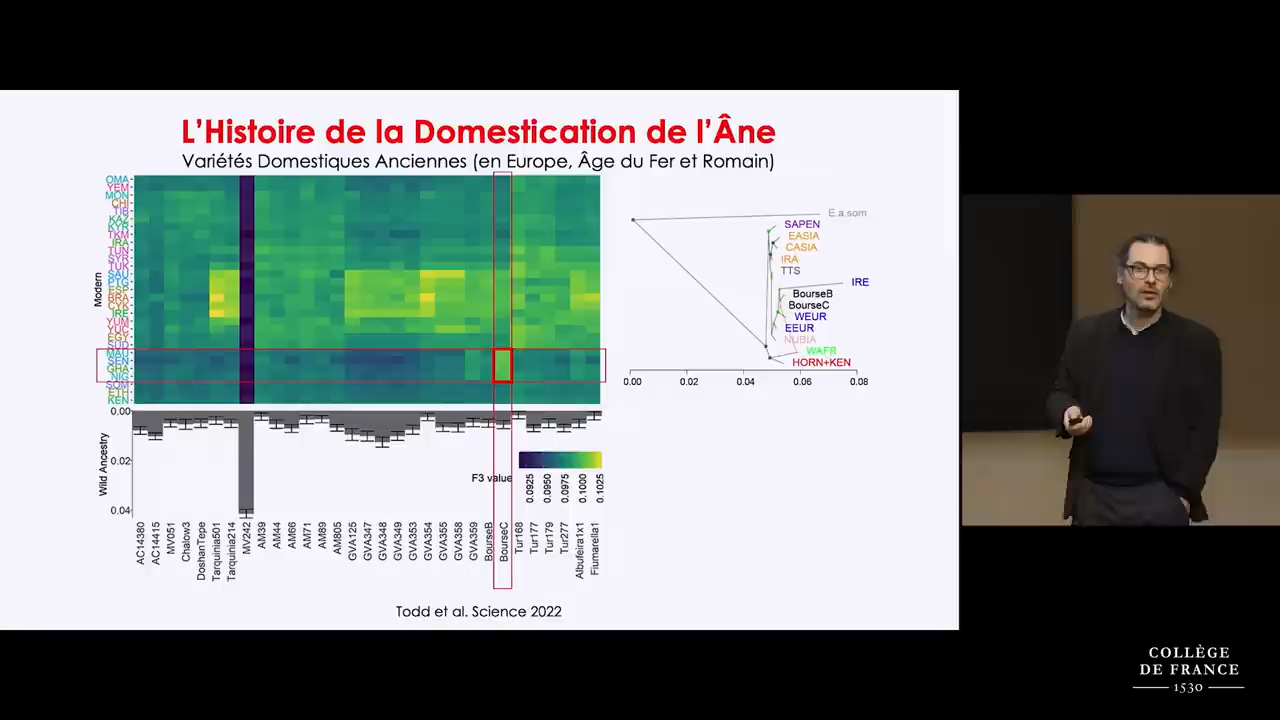 L'Histoire de la Domestication de l'Âne
Variétés Domestiques Anciennes (en Europe, Âge du Fer et Romain)
Modern
OMA
YEM
MON
CHI
TIB
KAZ
KYR
TKM
IRA
TUN
SYR
TUR
SAU
PTG
ESP
BRA
IRE
YUM
YUC
EGY
SUD
MAU
SEN
GHA
NIG
SOM
ETH
KEN
Wild Ancestry
0.00
0.02
0.04
F3 value
0.0925
0.0950
0.0975
0.1000
0.1025
AC14380
AC14415
MV051
Chalow3
DoshanTepe
Tarquinia501
Tarquinia214
MV242
AM39
AM44
AM66
AM71
AM89
AM805
GVA125
GVA347
GVA348
GVA349
GVA353
GVA354
GVA355
GVA358
GVA359
BourseB
BourseC
Tur168
Tur177
Tur179
Tur277
Albufeira1x1
Fiumarella1
E.a.som
SAPEN
EASIA
CASIA
IRA
TTS
IRE
BourseB
BourseC
WEUR
EEUR
NUBIA
WAFR
HORN+KEN
0.00
0.02
0.04
0.06
0.08
Todd et al. Science 2022
COLLÈGE
DE FRANCE
1530